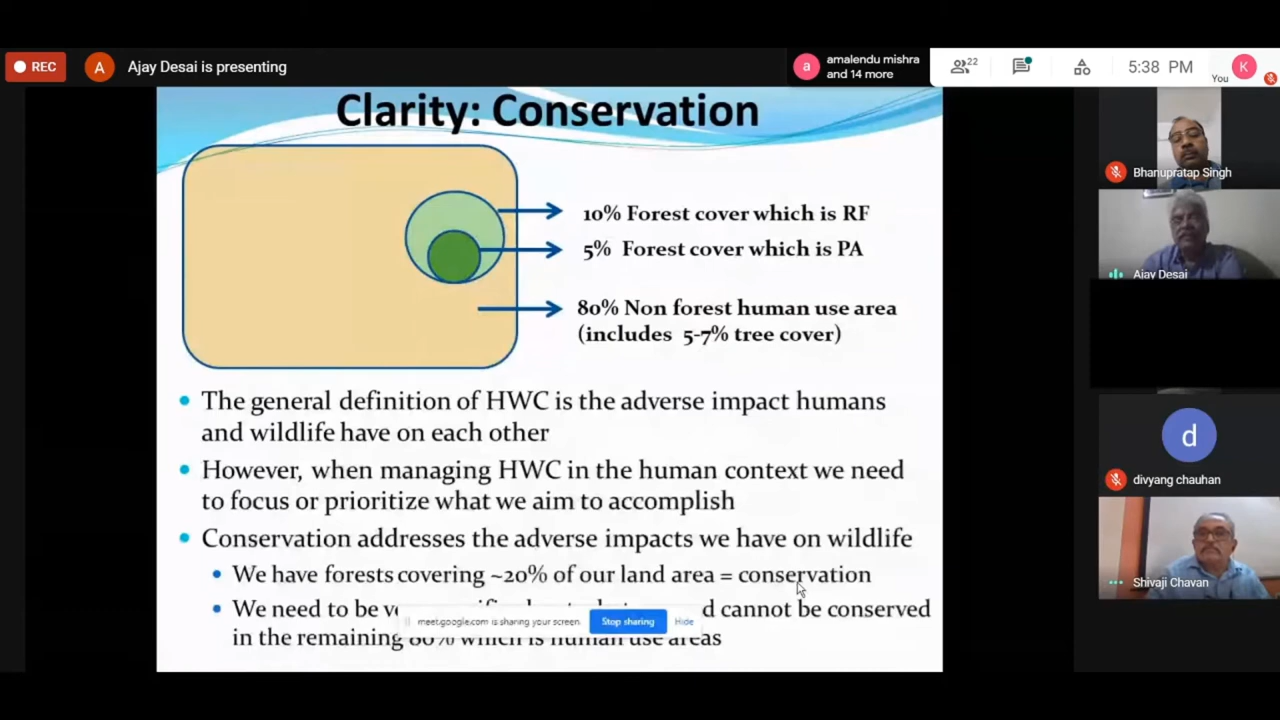 REC
A
Ajay Desai is presenting
a
amalendu mishra
and 14 more
22
5:38 PM
You
K
Clarity: Conservation
10% Forest cover which is RF
5% Forest cover which is PA
80% Non forest human use area
(includes 5-7% tree cover)
• The general definition of HWC is the adverse impact humans
and wildlife have on each other
• However, when managing HWC in the human context we need
to focus or prioritize what we aim to accomplish
• Conservation addresses the adverse impacts we have on wildlife
• We have forests covering ~20% of our land area = conservation
• We need to be cannot be conserved
in the remaining 80% which is human use areas
meet.google.com is sharing your screen.
Stop sharing
Hide
Bhanupratap Singh
Ajay Desai
d
divyang chauhan
Shivaji Chavan